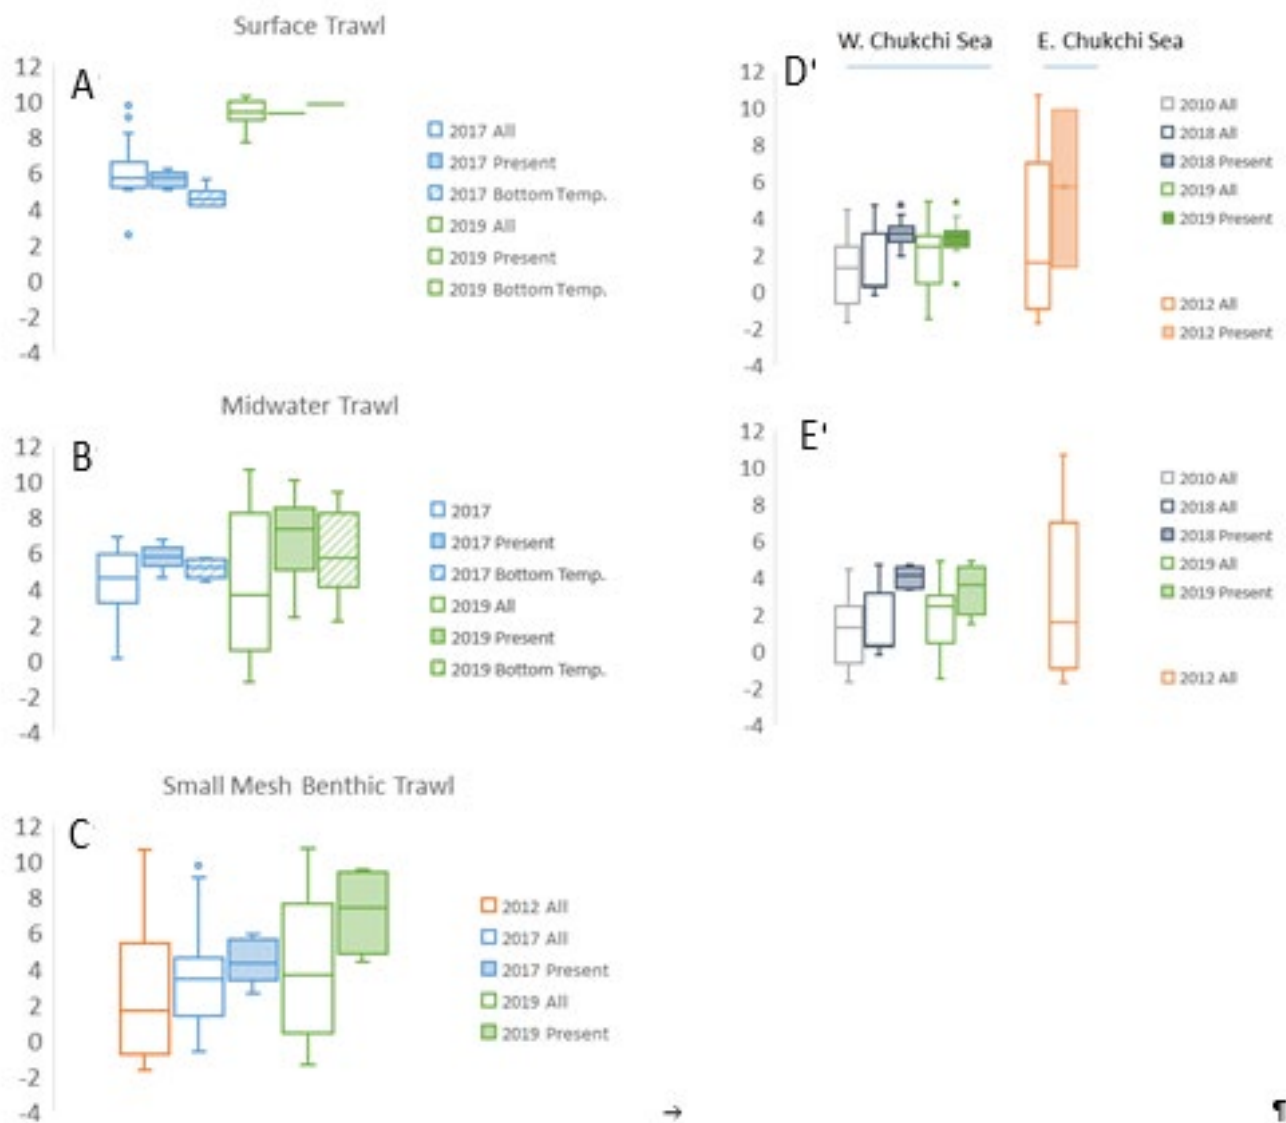 Surface Trawl
A
12
10
8
6
4
2
0
-2
-4
2017 All
2017 Present
2017 Bottom Temp.
2019 All
2019 Present
2019 Bottom Temp.
Midwater Trawl
B
12
10
8
6
4
2
0
-2
-4
2017
2017 Present
2017 Bottom Temp.
2019 All
2019 Present
2019 Bottom Temp.
Small Mesh Benthic Trawl
C
12
10
8
6
4
2
0
-2
-4
2012 All
2017 All
2017 Present
2019 All
2019 Present
W. Chukchi Sea
E. Chukchi Sea
D'
12
10
8
6
4
2
0
-2
-4
2010 All
2018 All
2018 Present
2019 All
2019 Present
2012 All
2012 Present
E'
12
10
8
6
4
2
0
-2
-4
2010 All
2018 All
2018 Present
2019 All
2019 Present
2012 All
→
¶